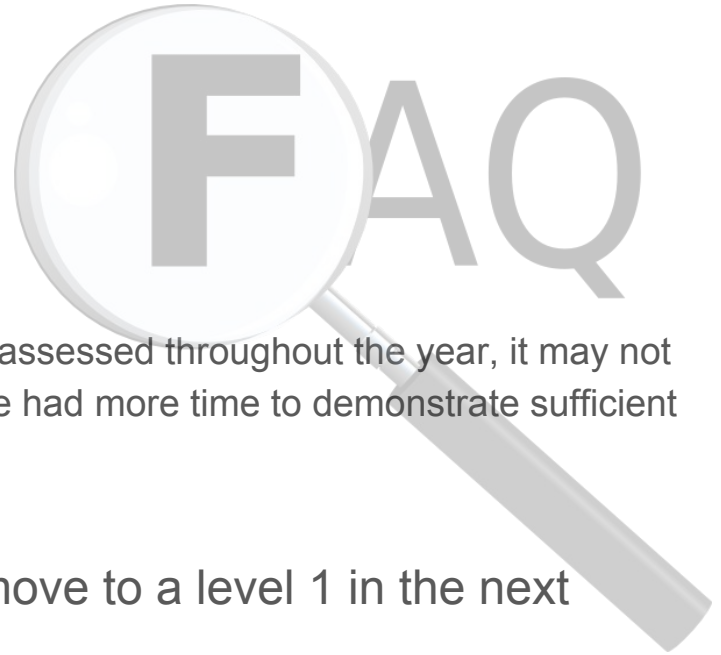 FAQ
assessed throughout the year, it may not
had more time to demonstrate sufficient
to a level 1 in the next